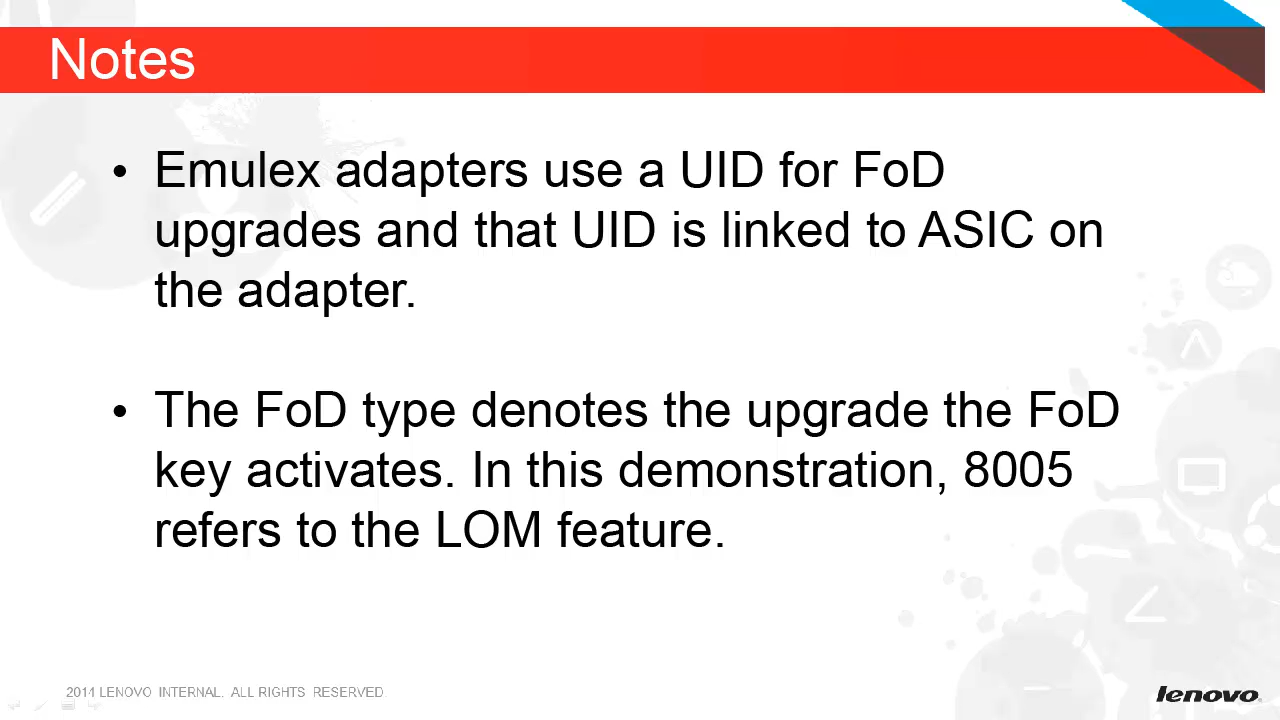 Notes
• Emulex adapters use a UID for FoD
upgrades and that UID is linked to ASIC on
the adapter.
• The FoD type denotes the upgrade the FoD
key activates. In this demonstration, 8005
refers to the LOM feature.
2014 LENOVO INTERNAL. ALL RIGHTS RESERVED.
lenovo